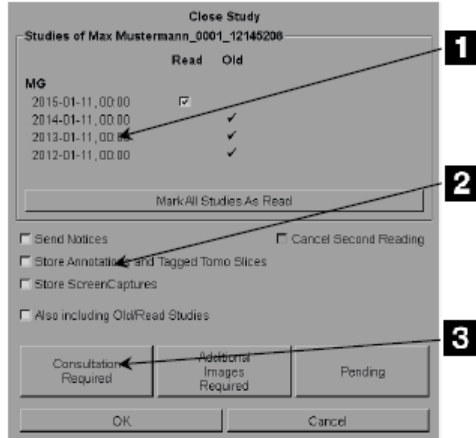 Close Study
Studies of Max Mustermann_0001_12145206
Read Old
MG
2015-01-11, 00:00
2014-01-11, 00:00
2013-01-11, 00:00
2012-01-11, 00:00
Mark All Studies As Read
Send Notices
Cancel Second Reading
Store Annotations and Tagged Tomo Slices
Store ScreenCaptures
Also including Old/Read Studies
Consultation
Required
Additional
Images
Required
Pending
OK
Cancel
1
2
3